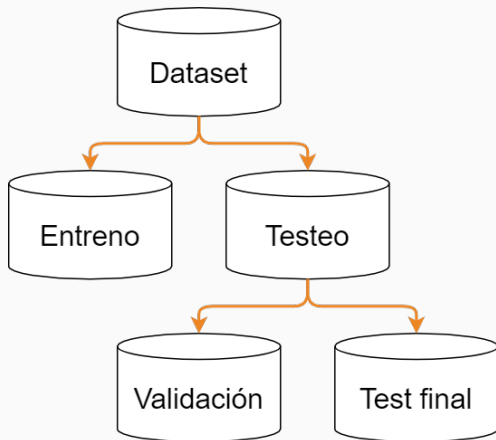 Dataset
Entreno
Testeo
Validación
Test final